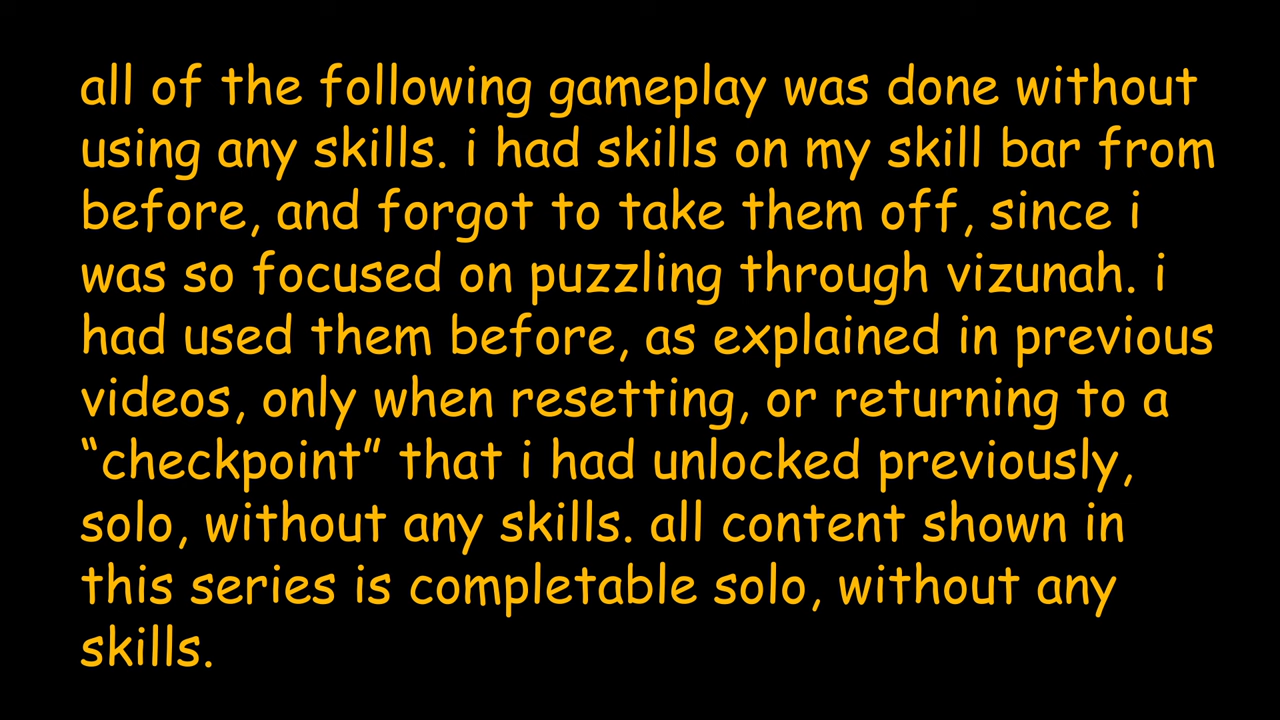 all of the following gameplay was done without
using any skills. i had skills on my skill bar from
before, and forgot to take them off, since i
was so focused on puzzling through vizunah. i
had used them before, as explained in previous
videos, only when resetting, or returning to a
“checkpoint” that i had unlocked previously,
solo, without any skills. all content shown in
this series is completable solo, without any
skills.